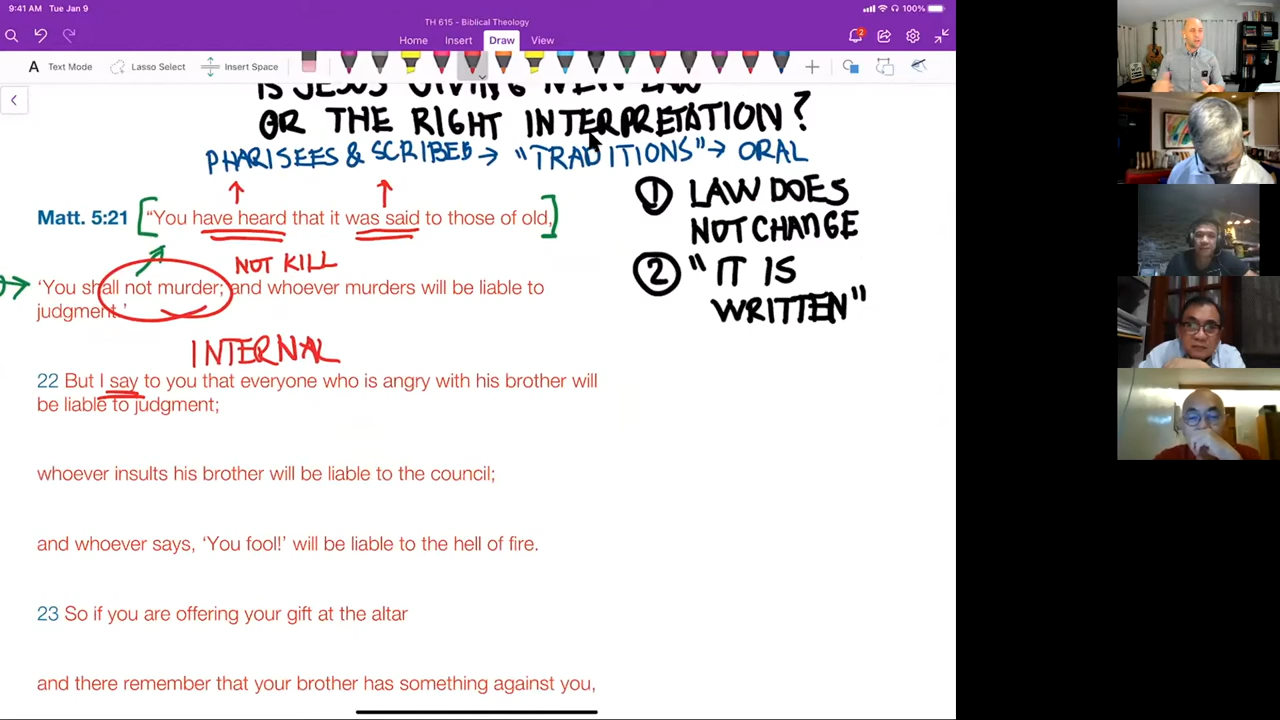 9:41 AM Tue Jan 9
100%
TH 615 - Biblical Theology
Home Insert Draw View
2
A Text Mode Lasso Select Insert Space
IS JESUS GIVING NEW LAW
OR THE RIGHT INTERPRETATION?
PHARISEES & SCRIBES → "TRADITIONS" → ORAL
① LAW DOES
NOT CHANGE
② "IT IS
WRITTEN"
Matt. 5:21 ["You have heard that it was said to those of old,]
NOT KILL
'You shall not murder; and whoever murders will be liable to
judgment.'
INTERNAL
22 But I say to you that everyone who is angry with his brother will
be liable to judgment;
whoever insults his brother will be liable to the council;
and whoever says, 'You fool!' will be liable to the hell of fire.
23 So if you are offering your gift at the altar
and there remember that your brother has something against you,